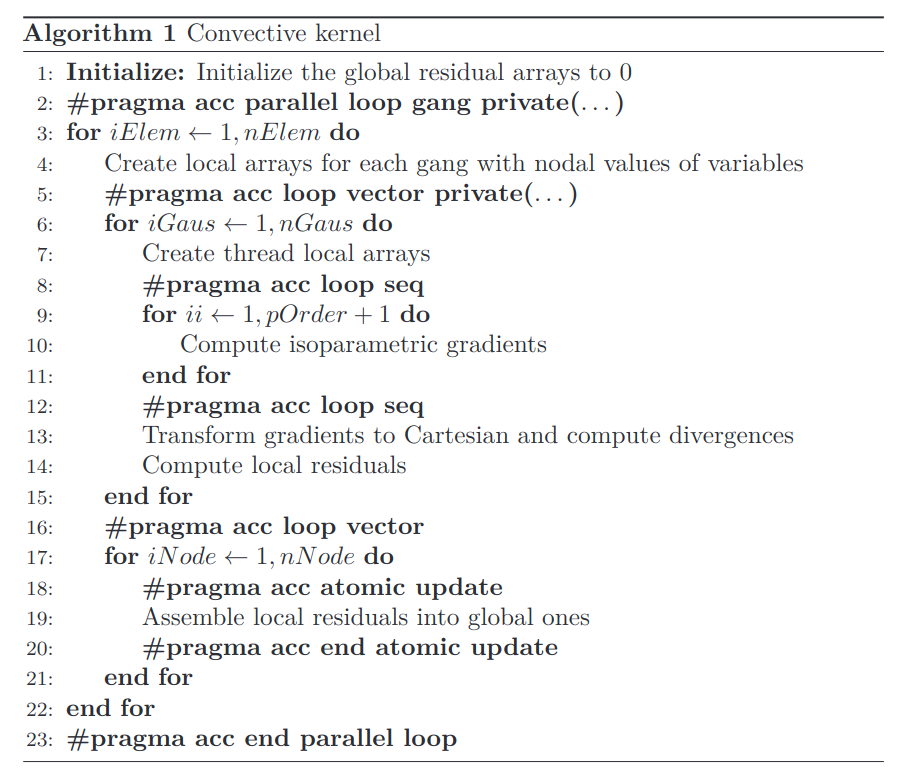 Algorithm 1 Convective kernel
1: Initialize: Initialize the global residual arrays to 0
2: #pragma acc parallel loop gang private(...)
3: for iElem ← 1, nElem do
4: Create local arrays for each gang with nodal values of variables
5: #pragma acc loop vector private(...)
6: for iGaus ← 1, nGaus do
7: Create thread local arrays
8: #pragma acc loop seq
9: for ii ← 1, pOrder + 1 do
10: Compute isoparametric gradients
11: end for
12: #pragma acc loop seq
13: Transform gradients to Cartesian and compute divergences
14: Compute local residuals
15: end for
16: #pragma acc loop vector
17: for iNode ← 1, nNode do
18: #pragma acc atomic update
19: Assemble local residuals into global ones
20: #pragma acc end atomic update
21: end for
22: end for
23: #pragma acc end parallel loop